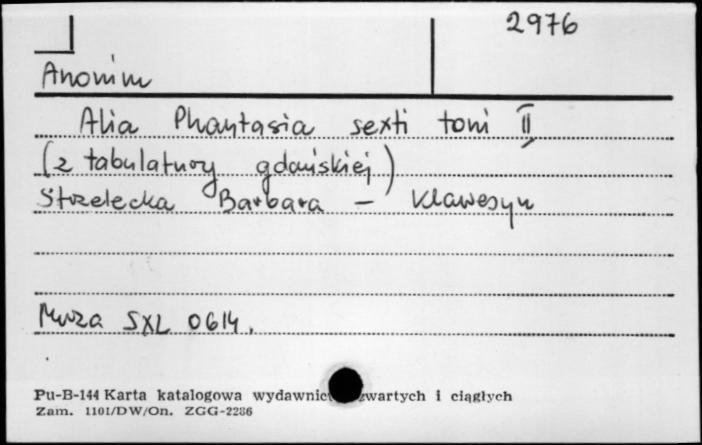 2976
Anonim
Alia Phantasia sexti toni II
(z tabulatury gdańskiej)
Strzelecka Barbara - Klawesyn
Muza SXL 0614.
Pu-B-144 Karta katalogowa wydawnic zwartych i ciągłych
Zam. 1101/DW/On. ZGG-2286